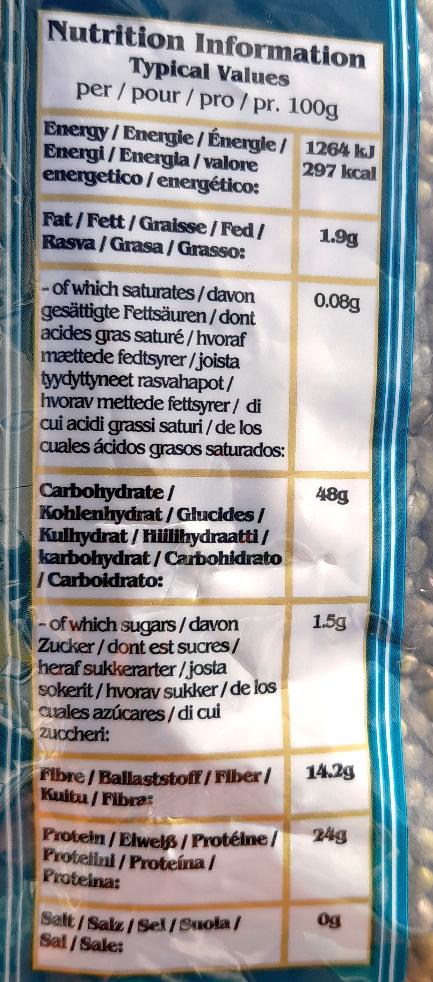 Nutrition Information
Typical Values
per / pour / pro / pr. 100g
Energy / Energie / Énergie /
Energi / Energia / valore
energetico / energético:
1264 kJ
297 kcal
Fat / Fett / Graisse / Fed /
Rasva / Grasa / Grasso:
1.9g
- of which saturates / davon
gesättigte Fettsäuren / dont
acides gras saturé / hvoraf
mættede fedtsyrer / joista
tyydyttyneet rasvahapot /
hvorav mettede fettsyrer / di
cui acidi grassi saturi / de los
cuales ácidos grasos saturados:
0.08g
Carbohydrate /
Kohlenhydrat / Glucides /
Kulhydrat / Hiilihydraatti /
karbohydrat / Carbohidrato
/ Carboidrato:
48g
- of which sugars / davon
Zucker / dont est sucres /
heraf sukkerarter / josta
sokerit / hvorav sukker / de los
cuales azúcares / di cui
zuccheri:
1.5g
Fibre / Ballaststoff / Fiber /
Kuitu / Fibra:
14.2g
Protein / Eiweiß / Protéine /
Proteiini / Proteína /
Proteina:
24g
Salt / Salz / Sel / Suola /
Sal / Sale:
0g